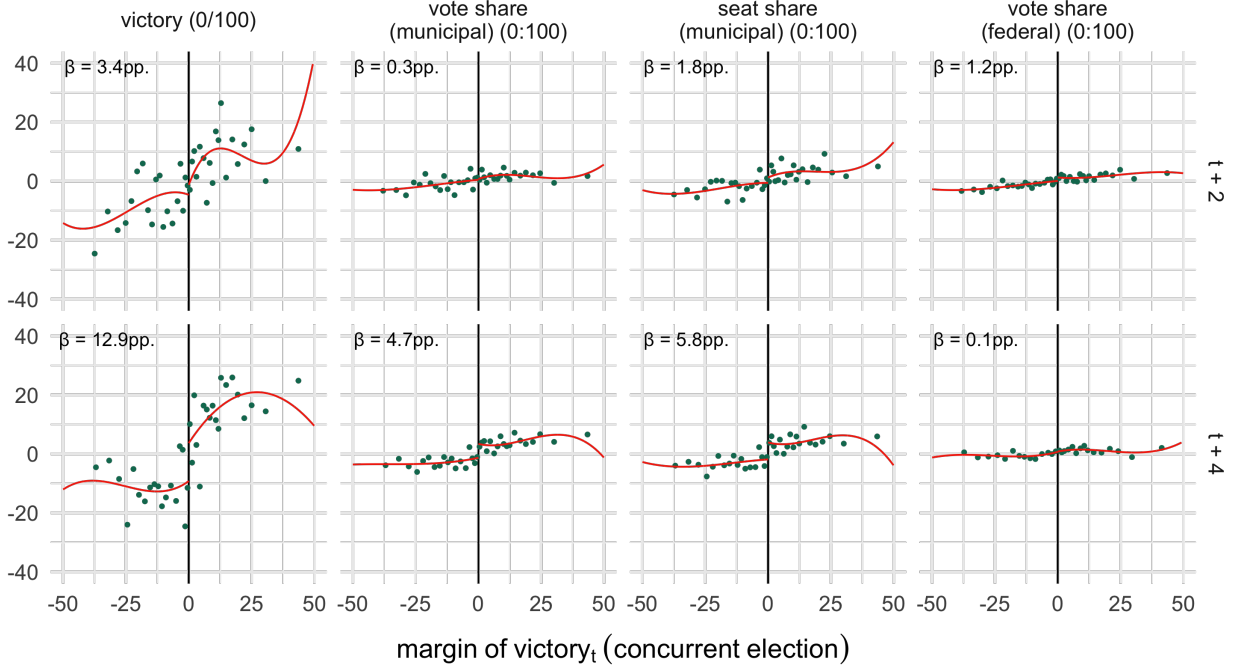 victory (0/100)
vote share
(municipal) (0:100)
seat share
(municipal) (0:100)
vote share
(federal) (0:100)
40
20
0
-20
-40
β = 3.4pp.
β = 0.3pp.
β = 1.8pp.
β = 1.2pp.
t + 2
40
20
0
-20
-40
β = 12.9pp.
β = 4.7pp.
β = 5.8pp.
β = 0.1pp.
t + 4
-50 -25 0 25 50
-50 -25 0 25 50
-50 -25 0 25 50
-50 -25 0 25 50
margin of victoryt (concurrent election)